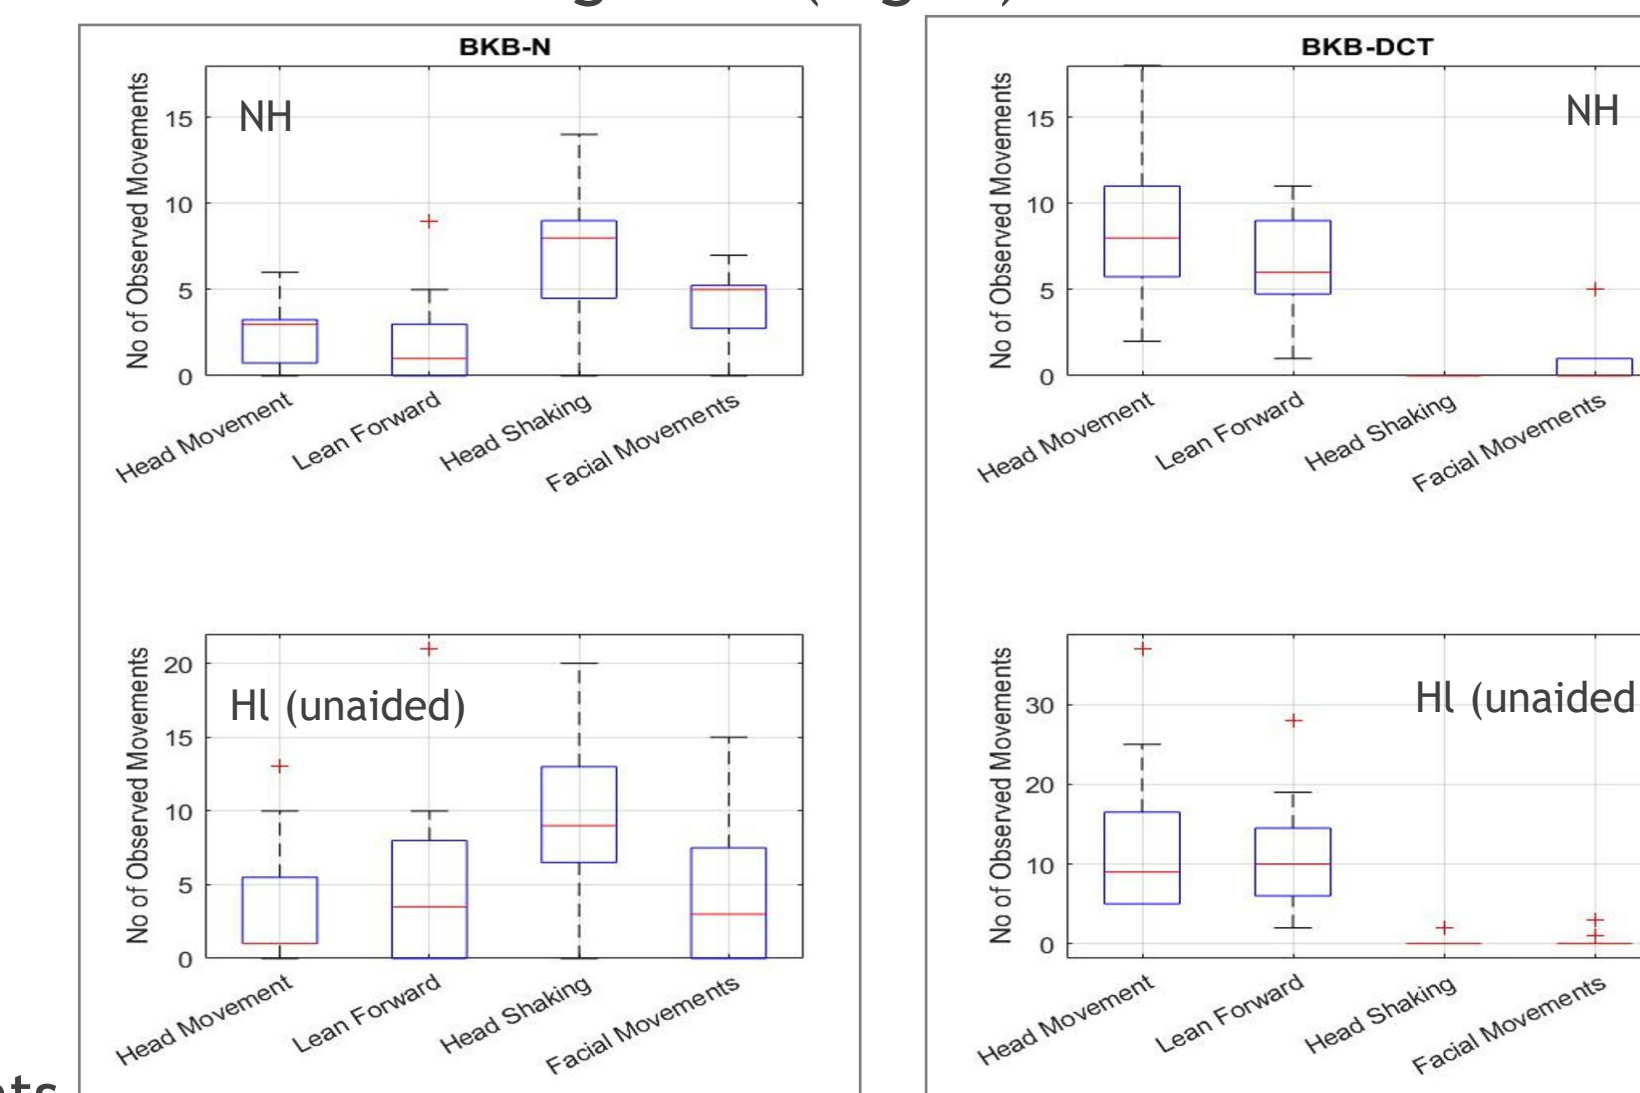 BKB-N
No of Observed Movements
NH
15
10
5
0
Head Movement
Lean Forward
Head Shaking
Facial Movements
No of Observed Movements
Hl (unaided)
20
15
10
5
0
Head Movement
Lean Forward
Head Shaking
Facial Movements
BKB-DCT
No of Observed Movements
NH
15
10
5
0
Head Movement
Lean Forward
Head Shaking
Facial Movements
No of Observed Movements
Hl (unaided
30
20
10
0
Head Movement
Lean Forward
Head Shaking
Facial Movements